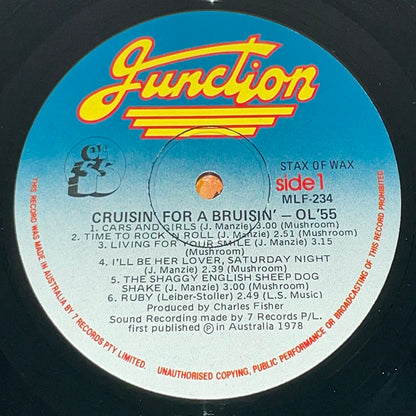 Junction
OL' 55
STAX OF WAX
side 1
MLF-234
CRUISIN' FOR A BRUISIN' – OL'55
1. CARS AND GIRLS (J. Manzie) 3.00 (Mushroom)
2. TIME TO ROCK 'N ROLL (J. Manzie) 2.51 (Mushroom)
3. LIVING FOR YOUR SMILE (J. Manzie) 3.15
(Mushroom)
4. I'LL BE HER LOVER, SATURDAY NIGHT
(J. Manzie) 2.39 (Mushroom)
5. THE SHAGGY ENGLISH SHEEP DOG
SHAKE (J. Manzie) 3.00 (Mushroom)
6. RUBY (Leiber-Stoller) 2.49 (L.S. Music)
Produced by Charles Fisher
Sound Recording made by 7 Records P/L.
first published ℗ in Australia 1978
THIS RECORD WAS MADE IN AUSTRALIA BY 7 RECORDS PTY LIMITED. UNAUTHORISED COPYING, PUBLIC PERFORMANCE OR BROADCASTING OF THIS RECORD PROHIBITED.